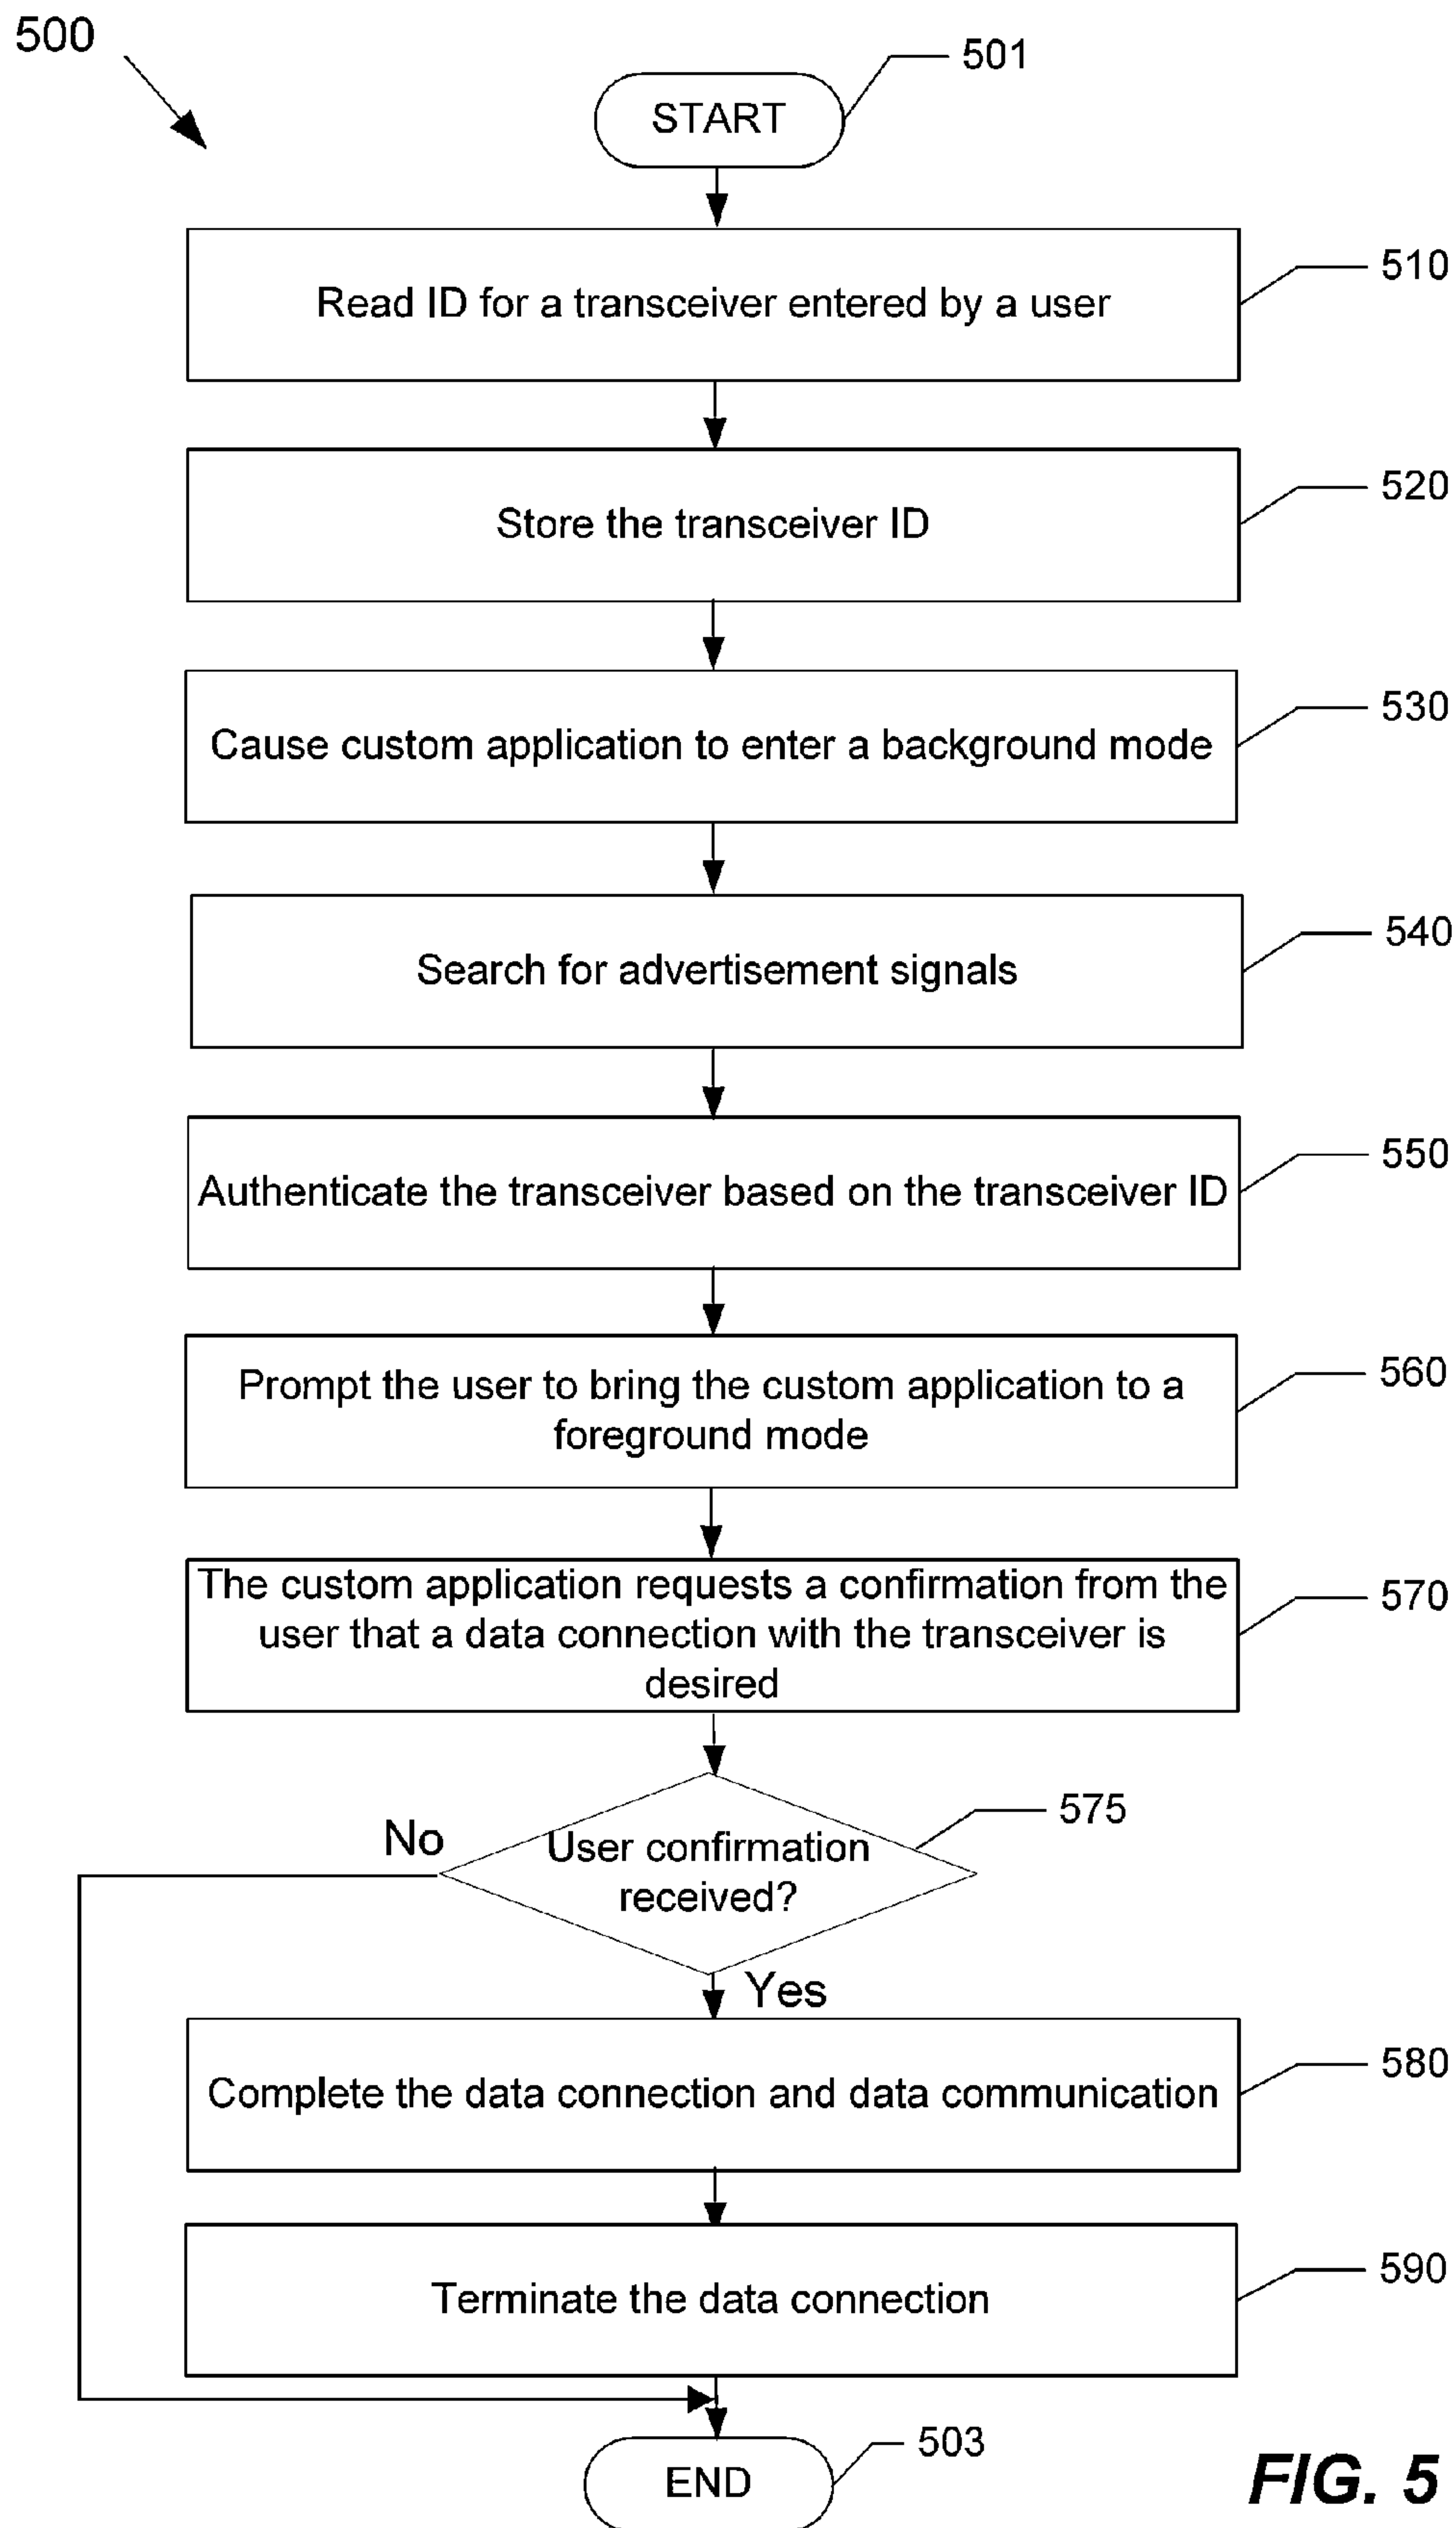 500
501
START
510
Read ID for a transceiver entered by a user
520
Store the transceiver ID
530
Cause custom application to enter a background mode
540
Search for advertisement signals
550
Authenticate the transceiver based on the transceiver ID
560
Prompt the user to bring the custom application to a
foreground mode
570
The custom application requests a confirmation from the
user that a data connection with the transceiver is
desired
575
No
User confirmation
received?
Yes
580
Complete the data connection and data communication
590
Terminate the data connection
503
END
FIG. 5